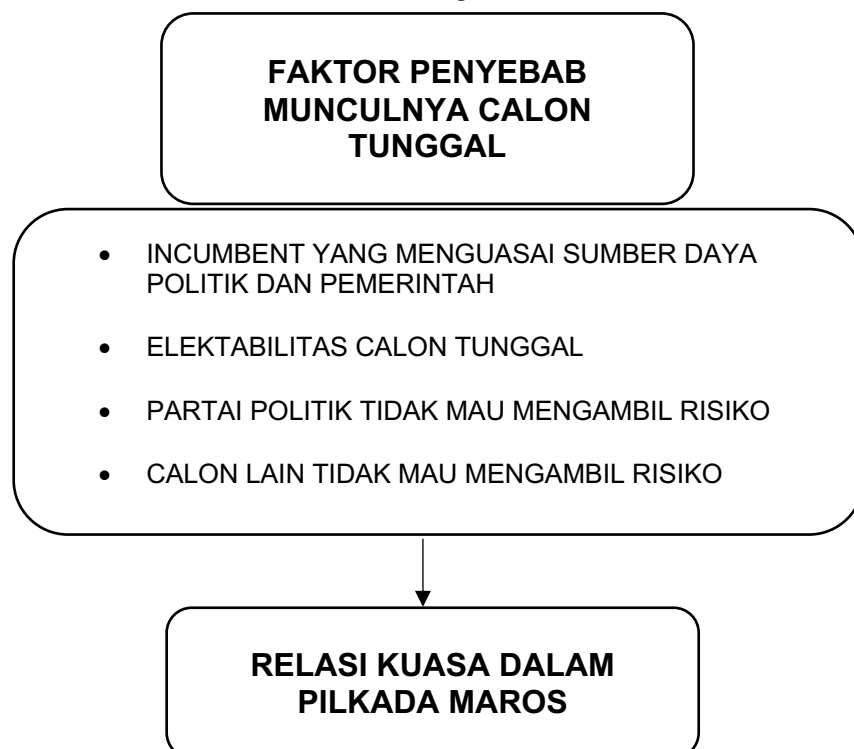 FAKTOR PENYEBAB
MUNCULNYA CALON
TUNGGAL
• INCUMBENT YANG MENGUASAI SUMBER DAYA
POLITIK DAN PEMERINTAH
• ELEKTABILITAS CALON TUNGGAL
• PARTAI POLITIK TIDAK MAU MENGAMBIL RISIKO
• CALON LAIN TIDAK MAU MENGAMBIL RISIKO
RELASI KUASA DALAM
PILKADA MAROS